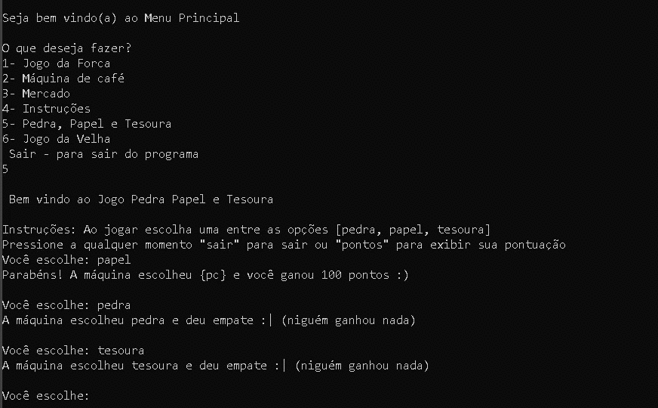 Seja bem vindo(a) ao Menu Principal
O que deseja fazer?
1- Jogo da Forca
2- Máquina de café
3- Mercado
4- Instruções
5- Pedra, Papel e Tesoura
6- Jogo da Velha
Sair - para sair do programa
5
Bem vindo ao Jogo Pedra Papel e Tesoura
Instruções: Ao jogar escolha uma entre as opções [pedra, papel, tesoura]
Pressione a qualquer momento "sair" para sair ou "pontos" para exibir sua pontuação
Você escolhe: papel
Parabéns! A máquina escolheu {pc} e você ganou 100 pontos :)
Você escolhe: pedra
A máquina escolheu pedra e deu empate :| (niguém ganhou nada)
Você escolhe: tesoura
A máquina escolheu tesoura e deu empate :| (niguém ganhou nada)
Você escolhe: